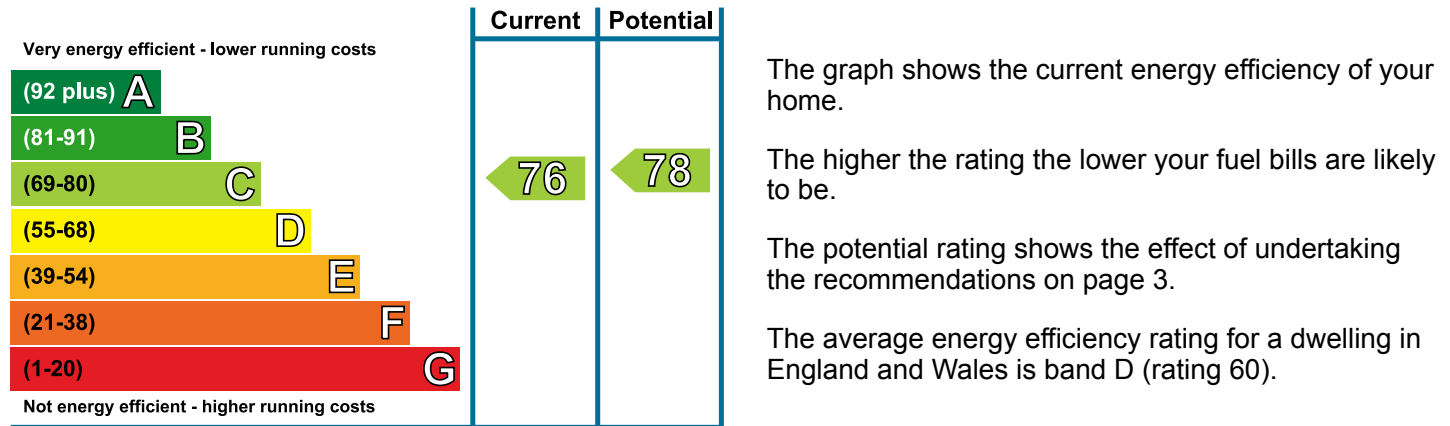 Current Potential
Very energy efficient - lower running costs
(92 plus) A
(81-91) B
(69-80) C
76 78
(55-68) D
(39-54) E
(21-38) F
(1-20) G
Not energy efficient - higher running costs
The graph shows the current energy efficiency of your
home.
The higher the rating the lower your fuel bills are likely
to be.
The potential rating shows the effect of undertaking
the recommendations on page 3.
The average energy efficiency rating for a dwelling in
England and Wales is band D (rating 60).